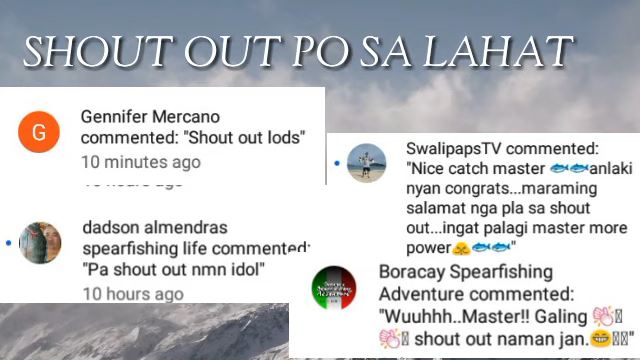 SHOUT OUT PO SA LAHAT
Gennifer Mercano
commented: "Shout out lods"
10 minutes ago
dadson almendras
spearfishing life commented:
"Pa shout out nmn idol"
10 hours ago
SwalipapsTV commented:
"Nice catch master 🐟🐟anlaki
nyan congrats...maraming
salamat nga pla sa shout
out...ingat palagi master more
power🙇🐟🐟"
Boracay Spearfishing
Adventure commented:
"Wuuhhh..Master!! Galing 👏
👏 shout out naman jan.😁"
G